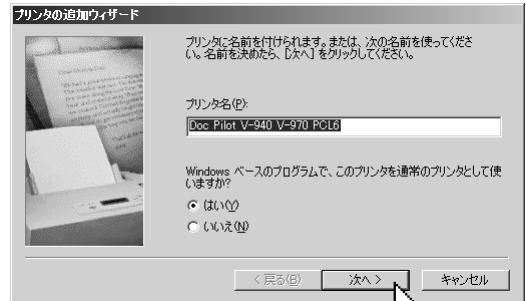 プリンタの追加ウィザード
プリンタに名前を付けられます。または、次の名前を使ってくださ
い。名前を決めたら、[次へ] をクリックしてください。
プリンタ名(P):
Doc Pilot V-940 V-970 PCL6
Windows ベースのプログラムで、このプリンタを通常のプリンタとして使
いますか?
はい(Y)
いいえ(N)
< 戻る(B)
次へ >
キャンセル